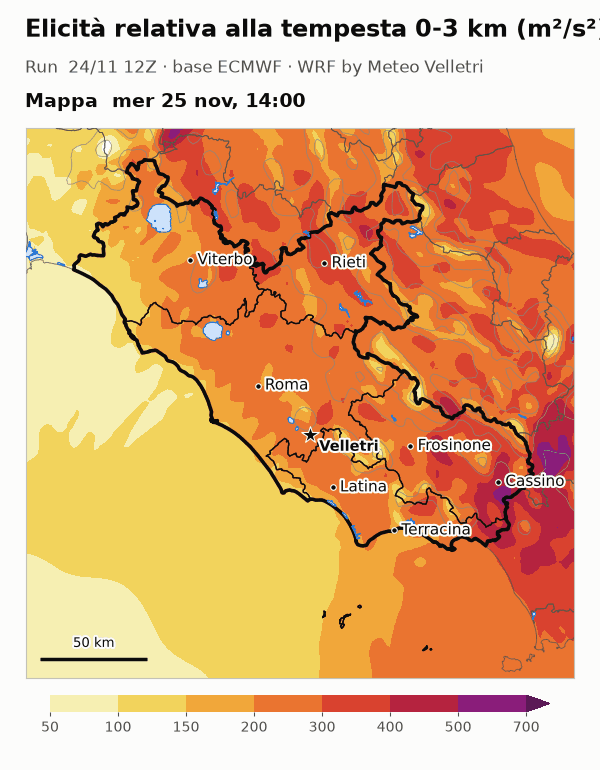 Elicità relativa alla tempesta 0-3 km (m²/s²)
Run 24/11 12Z · base ECMWF · WRF by Meteo Velletri
Mappa mer 25 nov, 14:00
Viterbo
Rieti
Roma
Velletri
Frosinone
Cassino
Latina
Terracina
50 km
50 100 150 200 300 400 500 700